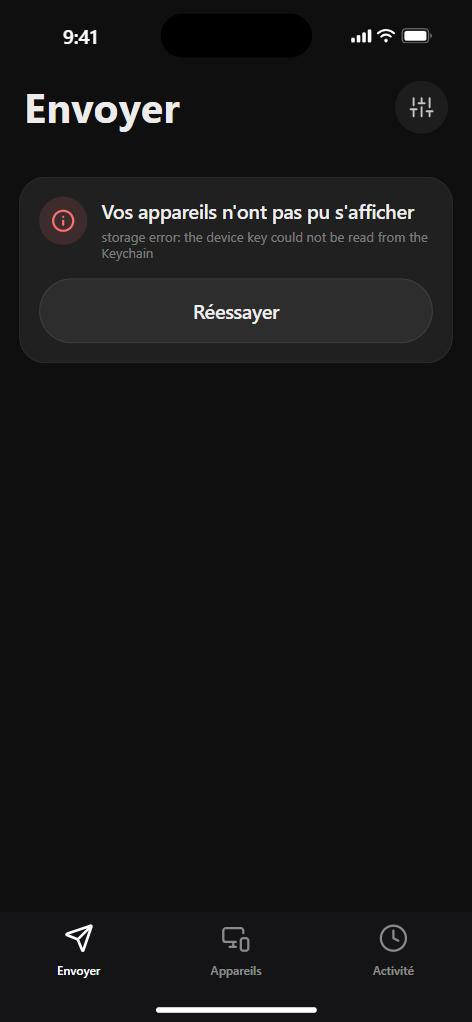 9:41
Envoyer
Vos appareils n'ont pas pu s'afficher
storage error: the device key could not be read from the
Keychain
Réessayer
Envoyer
Appareils
Activité